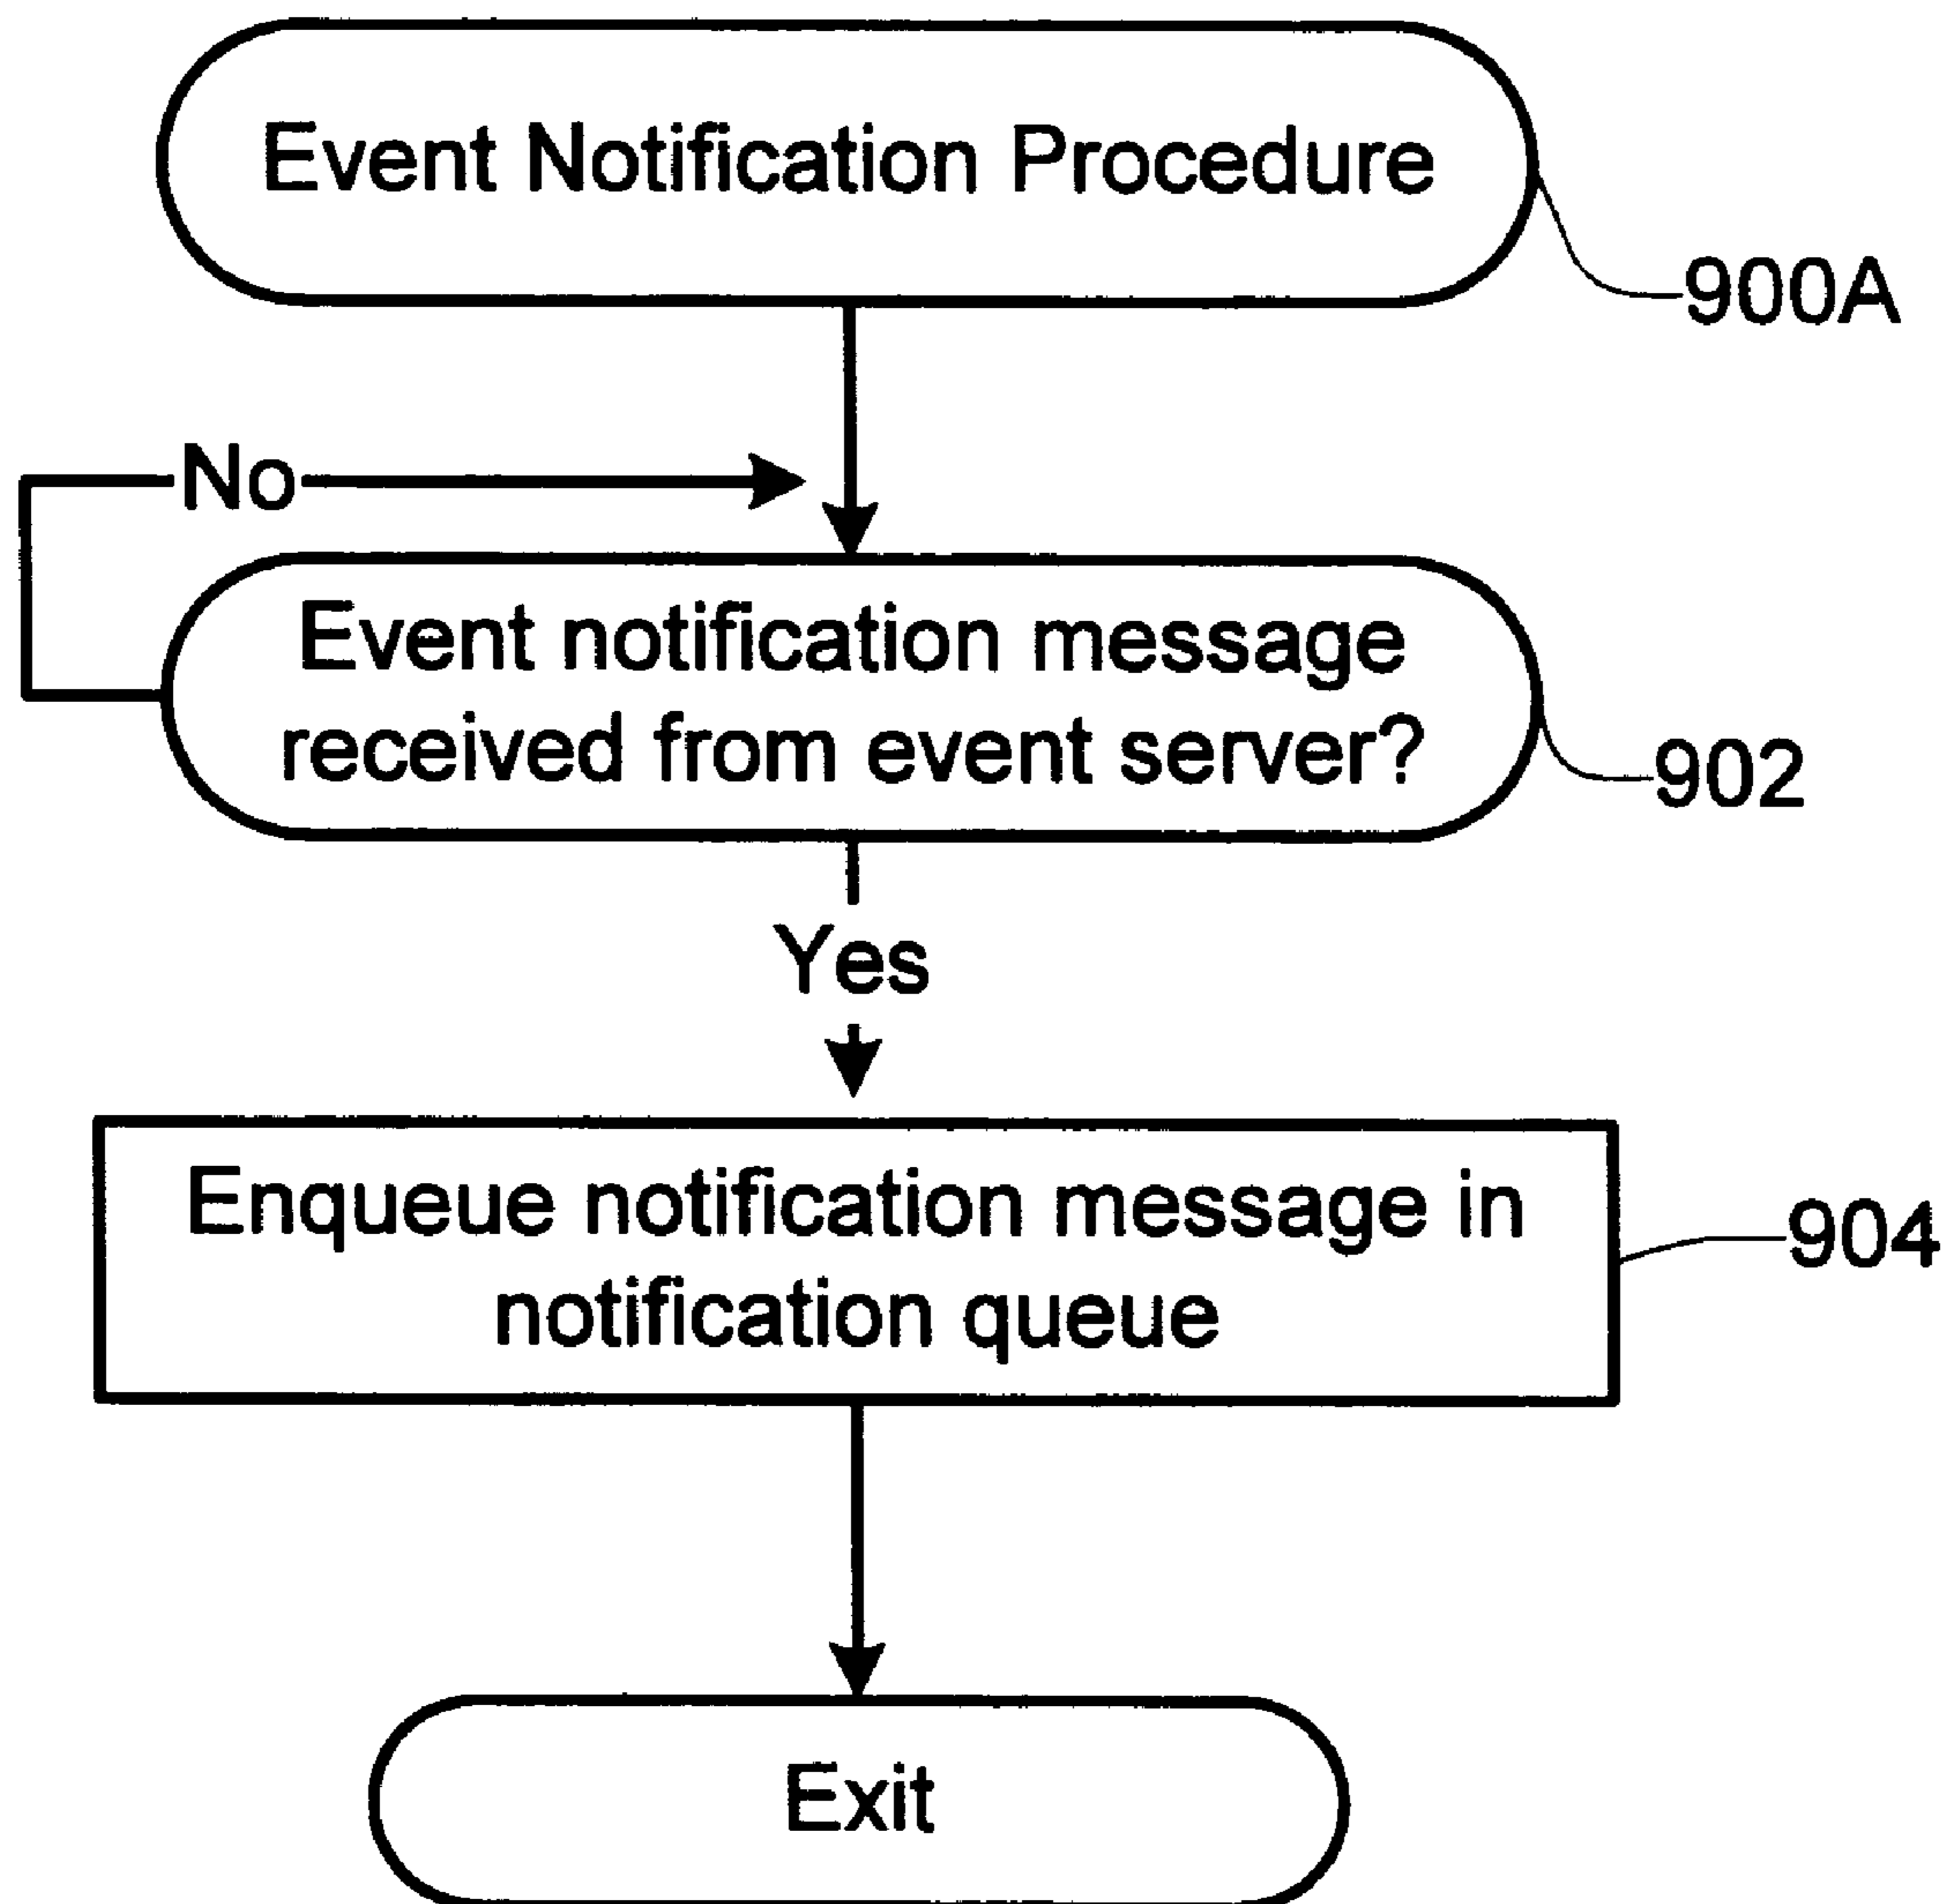 Event Notification Procedure
900A
No
Event notification message
received from event server?
902
Yes
Enqueue notification message in
notification queue
904
Exit